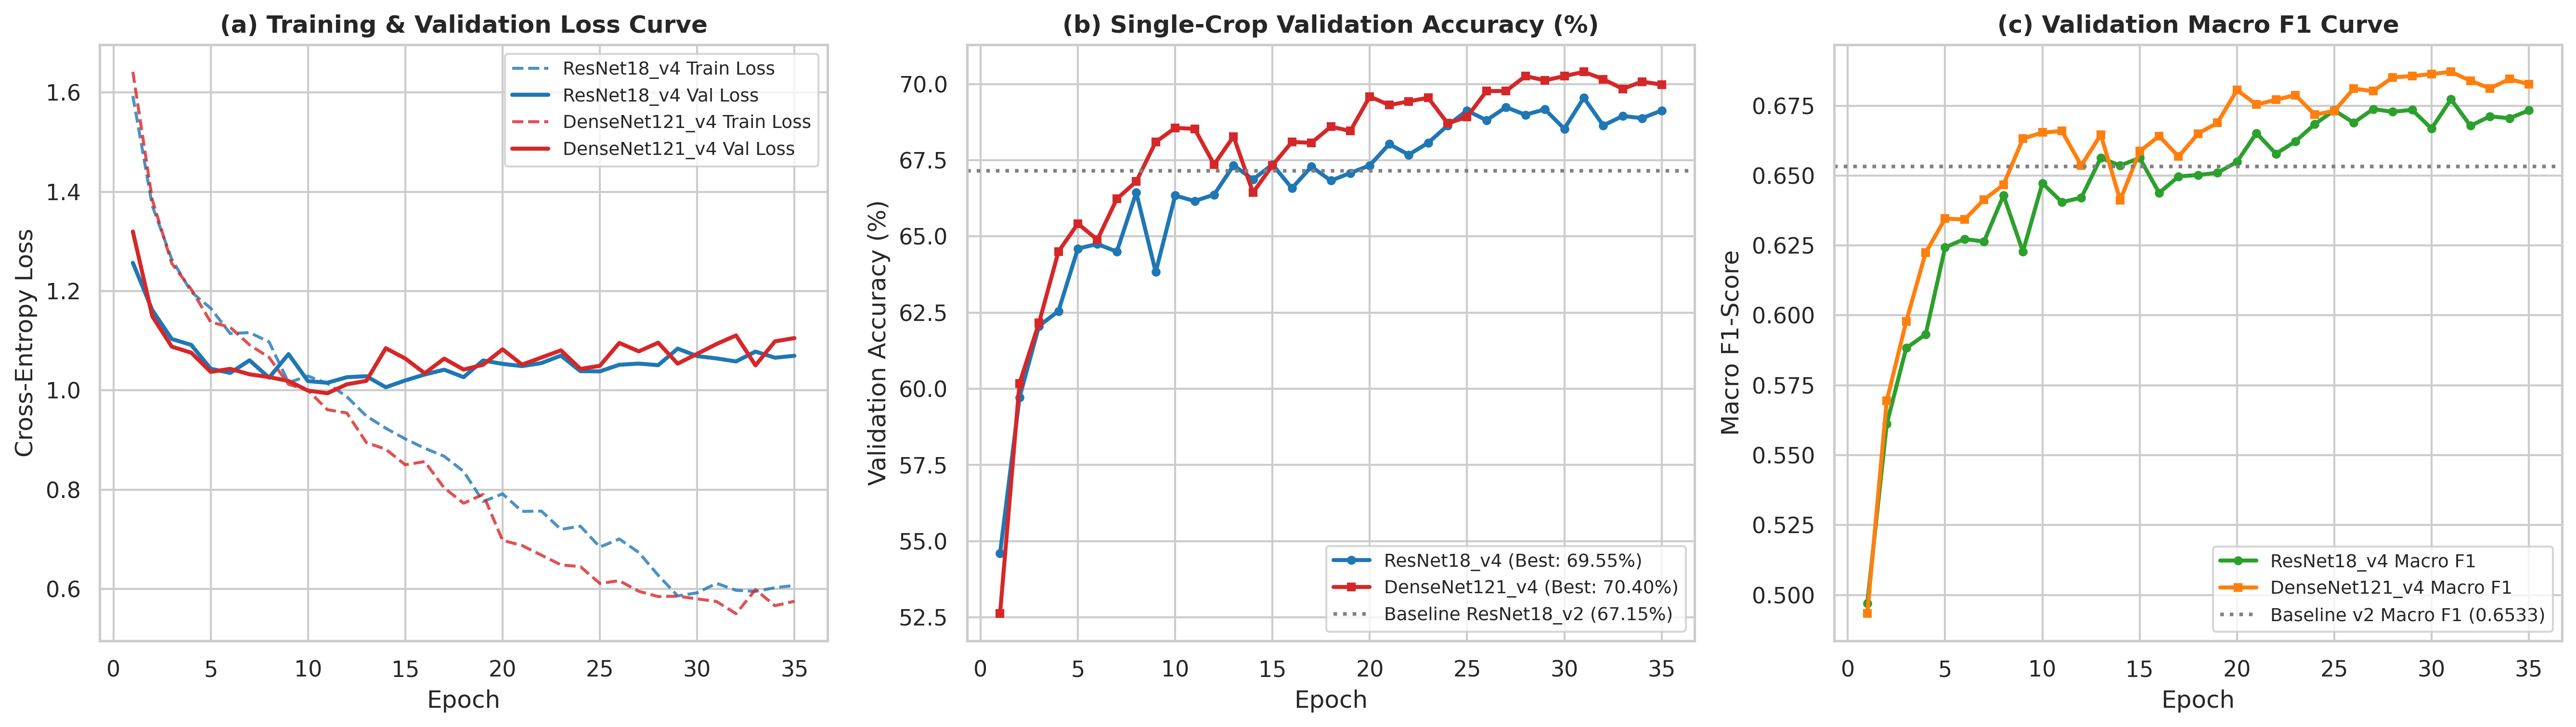 (a) Training & Validation Loss Curve
Cross-Entropy Loss
1.6
1.4
1.2
1.0
0.8
0.6
0
5
10
15
20
25
30
35
Epoch
ResNet18_v4 Train Loss
ResNet18_v4 Val Loss
DenseNet121_v4 Train Loss
DenseNet121_v4 Val Loss
(b) Single-Crop Validation Accuracy (%)
Validation Accuracy (%)
70.0
67.5
65.0
62.5
60.0
57.5
55.0
52.5
0
5
10
15
20
25
30
35
Epoch
ResNet18_v4 (Best: 69.55%)
DenseNet121_v4 (Best: 70.40%)
Baseline ResNet18_v2 (67.15%)
(c) Validation Macro F1 Curve
Macro F1-Score
0.675
0.650
0.625
0.600
0.575
0.550
0.525
0.500
0
5
10
15
20
25
30
35
Epoch
ResNet18_v4 Macro F1
DenseNet121_v4 Macro F1
Baseline v2 Macro F1 (0.6533)